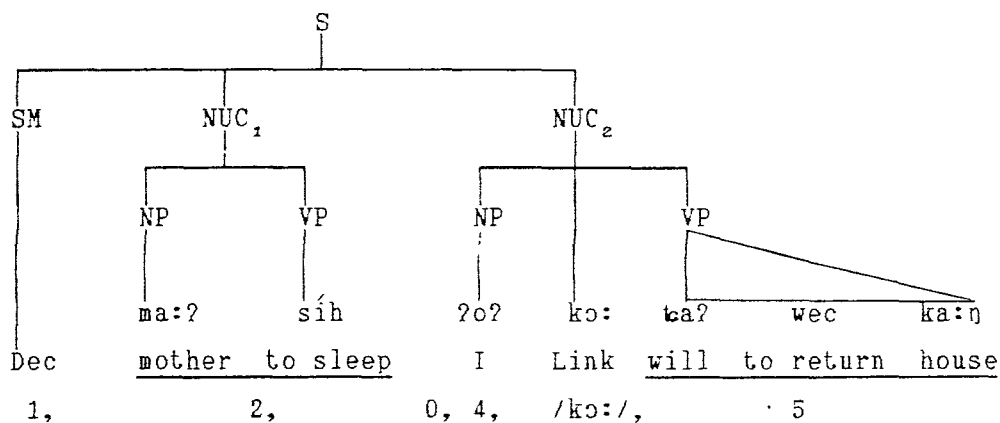 S
SM NUC₁ NUC₂
NP VP NP VP
ma:ʔ síh ʔoʔ kɔ: tcaʔ wec ka:ŋ
Dec mother to sleep I Link will to return house
1, 2, 0, 4, /kɔ:/, 5